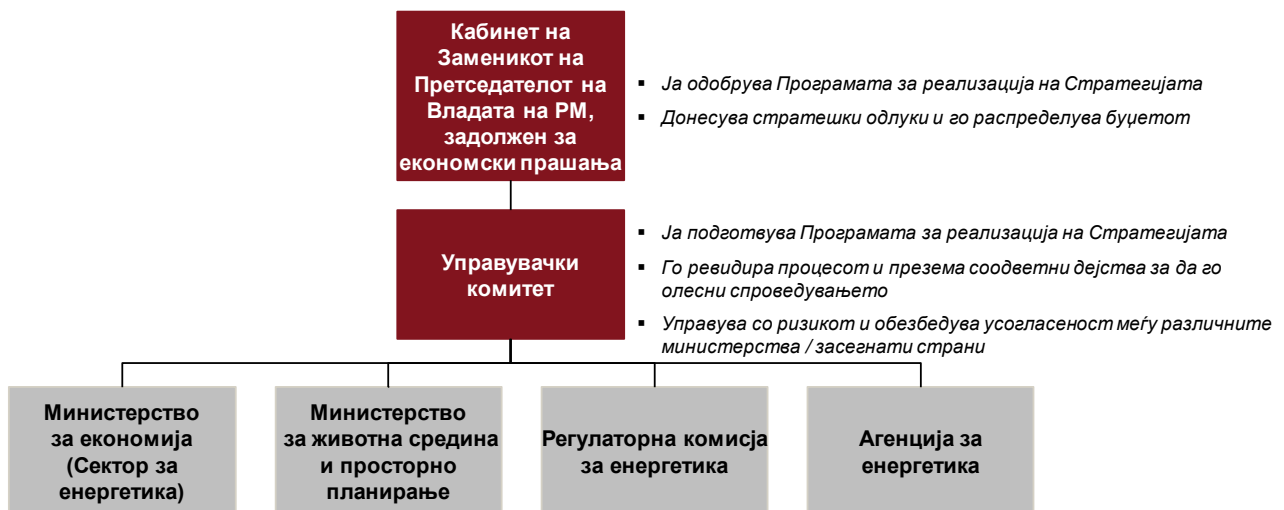 Кабинет на
Заменикот на
Претседателот на
Владата на РМ,
задолжен за
економски прашања
▪ Ја одобрува Програмата за реализација на Стратегијата
▪ Донесува стратешки одлуки и го распределува буџетот
Управувачки
комитет
▪ Ја подготвува Програмата за реализација на Стратегијата
▪ Го ревидира процесот и презема соодветни дејства за да го
олесни спроведувањето
▪ Управува со ризикот и обезбедува усогласеност меѓу различните
министерства / засегнати страни
Министерство
за економија
(Сектор за
енергетика)
Министерство
за животна средина
и просторно
планирање
Регулаторна комисја
за енергетика
Агенција за
енергетика